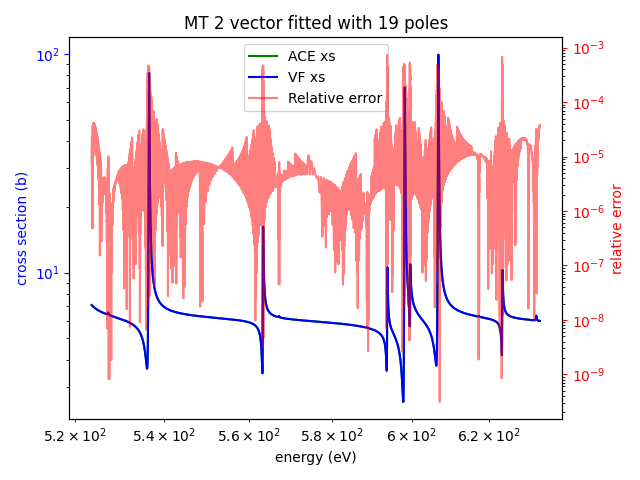 MT 2 vector fitted with 19 poles
ACE xs
VF xs
Relative error
cross section (b)
10²
10¹
relative error
10⁻³
10⁻⁴
10⁻⁵
10⁻⁶
10⁻⁷
10⁻⁸
10⁻⁹
5.2 × 10² 5.4 × 10² 5.6 × 10² 5.8 × 10² 6 × 10² 6.2 × 10²
energy (eV)